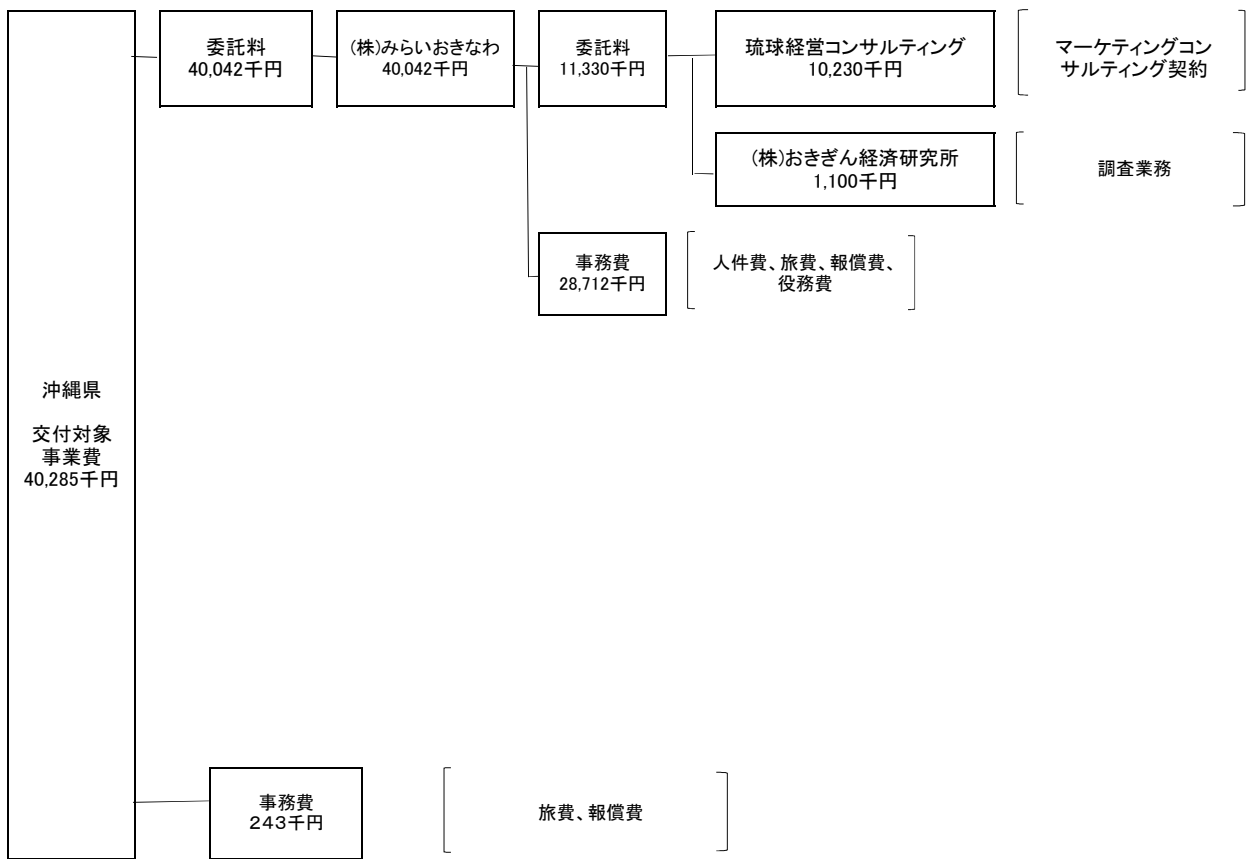 委託料
40,042千円
(株)みらいおきなわ
40,042千円
委託料
11,330千円
琉球経営コンサルティング
10,230千円
マーケティングコン
サルティング契約
(株)おきぎん経済研究所
1,100千円
調査業務
事務費
28,712千円
人件費、旅費、報償費、
役務費
沖縄県
交付対象
事業費
40,285千円
事務費
２４３千円
旅費、報償費